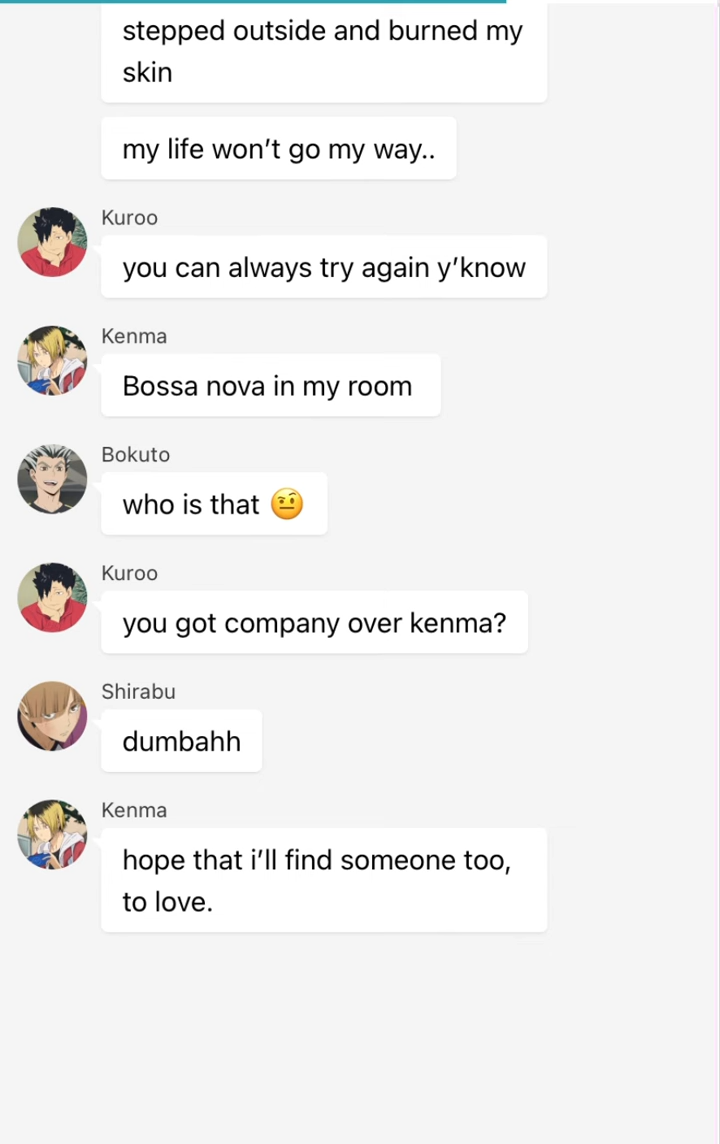 stepped outside and burned my
skin
my life won’t go my way..
Kuroo
you can always try again y’know
Kenma
Bossa nova in my room
Bokuto
who is that 🤨
Kuroo
you got company over kenma?
Shirabu
dumbahh
Kenma
hope that i’ll find someone too,
to love.